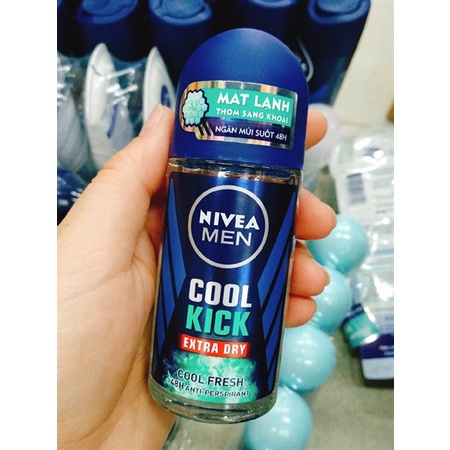 MÁT LẠNH
THƠM SẢNG KHOÁI
NGĂN MÙI SUỐT 48H
NIVEA
MEN
COOL
KICK
EXTRA DRY
COOL FRESH
48H ANTI-PERSPIRANT